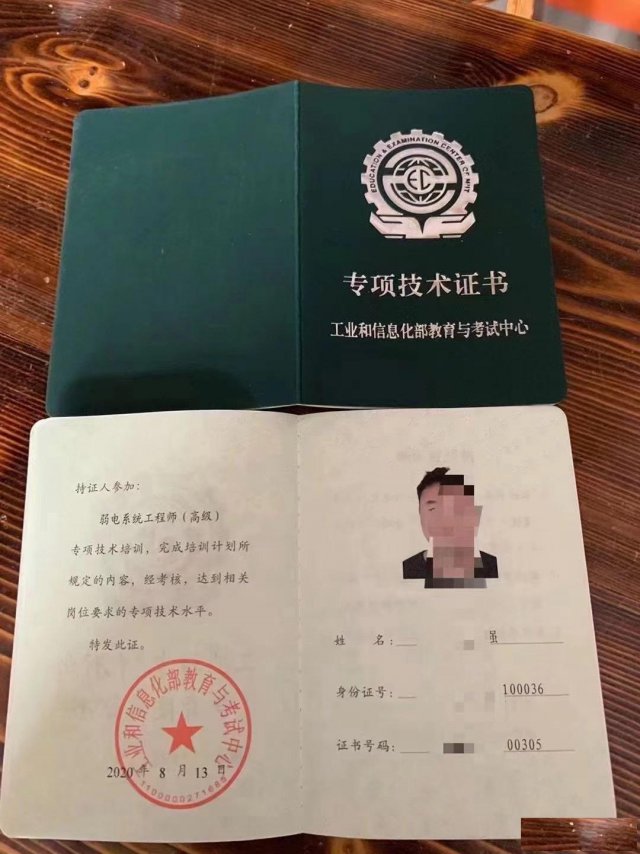 EDUCATION & EXAMINATION CENTER OF MIIT
EC
专项技术证书
工业和信息化部教育与考试中心
持证人参加:
弱电系统工程师(高级)
专项技术培训，完成培训计划所
规定的内容，经考核，达到相关
岗位要求的专项技术水平。
特发此证。
工业和信息化部教育与考试中心
2020 年 8 月 13 日
姓 名:
身份证号: 100036
证书号码: 00305